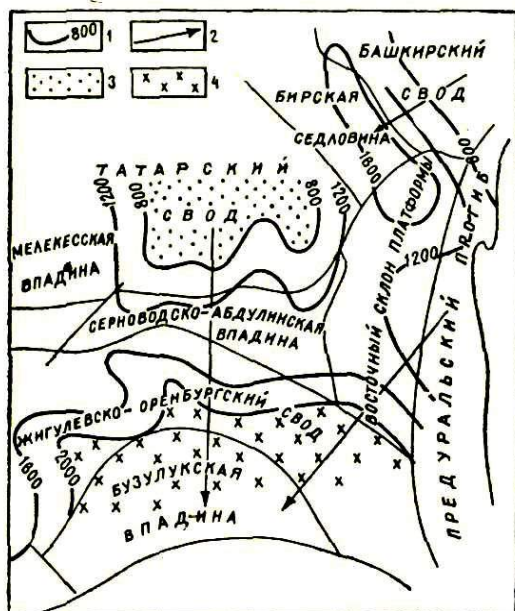 800 1 2
3 4
БАШКИРСКИЙ
СВОД
БИРСКАЯ
СЕДЛОВИНА
1600
800
ТАТАРСКИЙ
СВОД
1200
800
800
1200
МЕЛЕКЕССКАЯ
ВПАДИНА
СЕРНОВОДСКО-АБДУЛИНСКАЯ
ВПАДИНА
ВОСТОЧНЫЙ СКЛОН ПЛАТФОРМЫ
1200
ПРЕДУРАЛЬСКИЙ ПРОГИБ
ЖИГУЛЕВСКО-ОРЕНБУРГСКИЙ
СВОД
1800
2000
БУЗУЛУКСКАЯ
ВПАДИНА